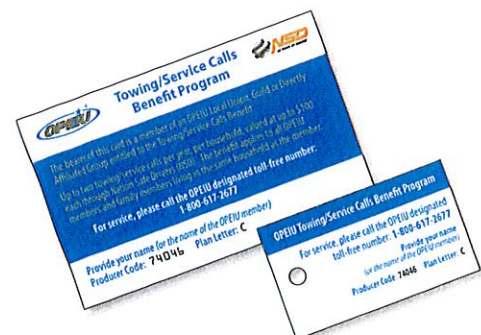 OPEIU
Towing/Service Calls
Benefit Program
NSD
The bearer of this card is a member of an OPEIU Local Union, Guild or Directly
Affiliated Group entitled to the Towing/Service Calls Benefit
Up to two towing/service calls per year, per household, valued at up to $100
each through Nation Safe Drivers (NSD). The benefit applies to all OPEIU
members and family members living in the same household as the member.
For service, please call the OPEIU designated toll-free number:
1-800-617-2677
Provide your name (or the name of the OPEIU member)
Producer Code: 74046 Plan Letter: C
OPEIU Towing/Service Calls Benefit Program
For service, please call the OPEIU designated
toll-free number: 1-800-617-2677
Provide your name
(or the name of the OPEIU member)
Producer Code 74046 Plan Letter: C